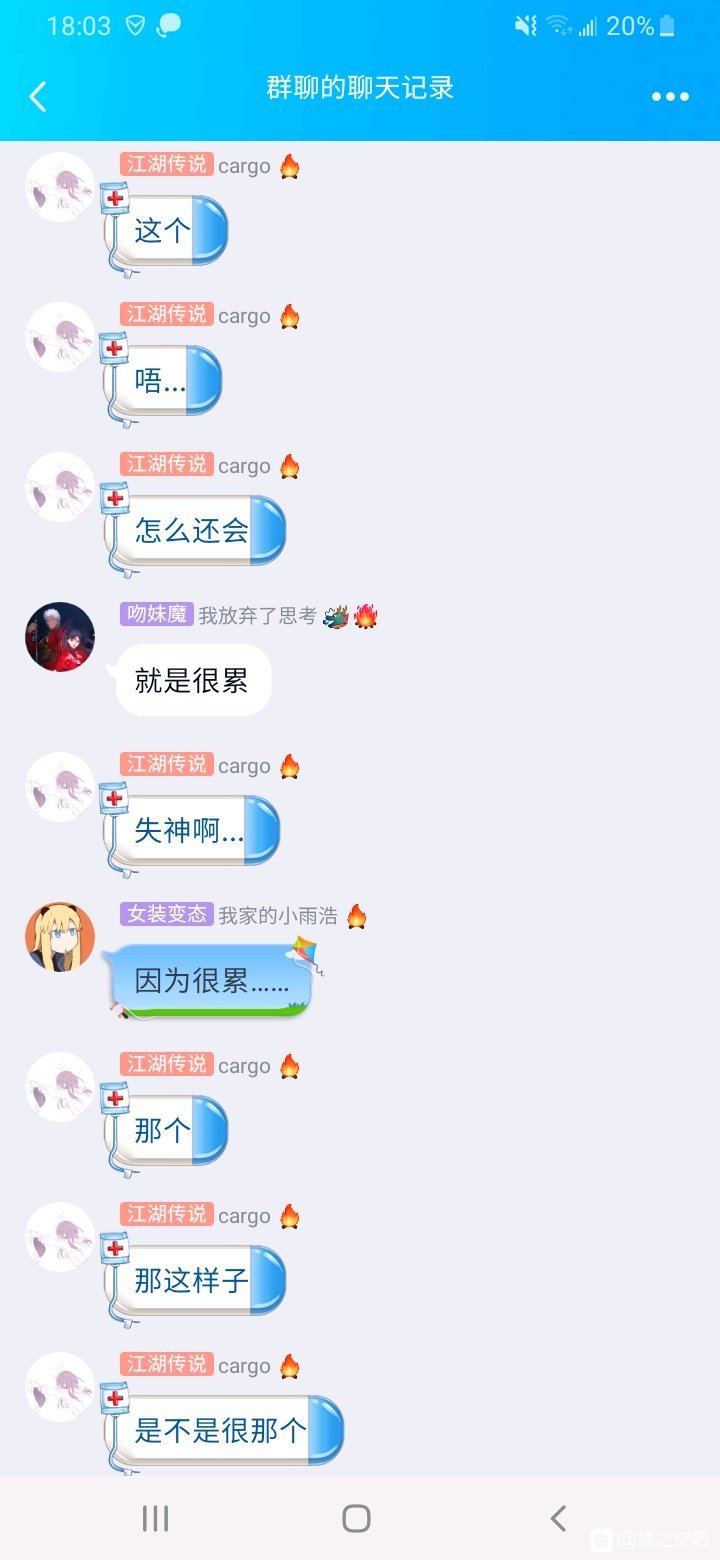 18:03 20%
群聊的聊天记录
江湖传说 cargo
这个
江湖传说 cargo
唔...
江湖传说 cargo
怎么还会
吻妹魔 我放弃了思考
就是很累
江湖传说 cargo
失神啊...
女装变态 我家的小雨浩
因为很累......
江湖传说 cargo
那个
江湖传说 cargo
那这样子
江湖传说 cargo
是不是很那个
贴 @缘之空吧